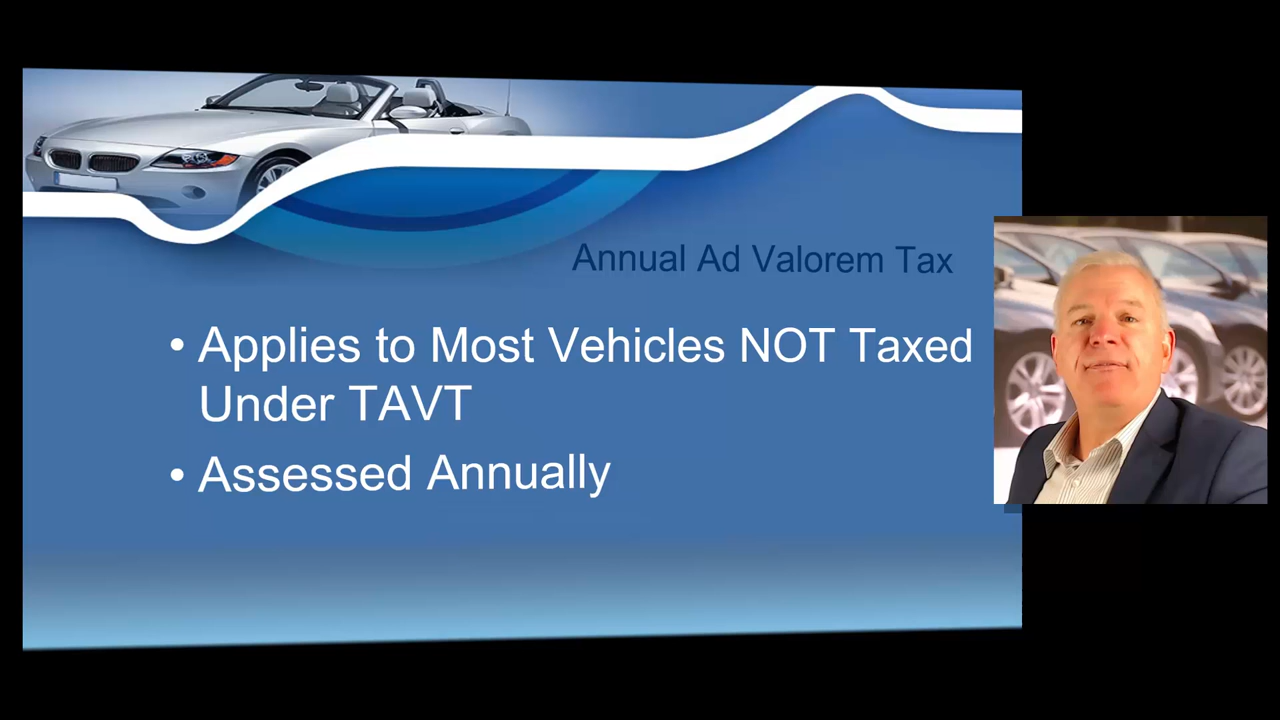 Annual Ad Valorem Tax
• Applies to Most Vehicles NOT Taxed
Under TAVT
• Assessed Annually